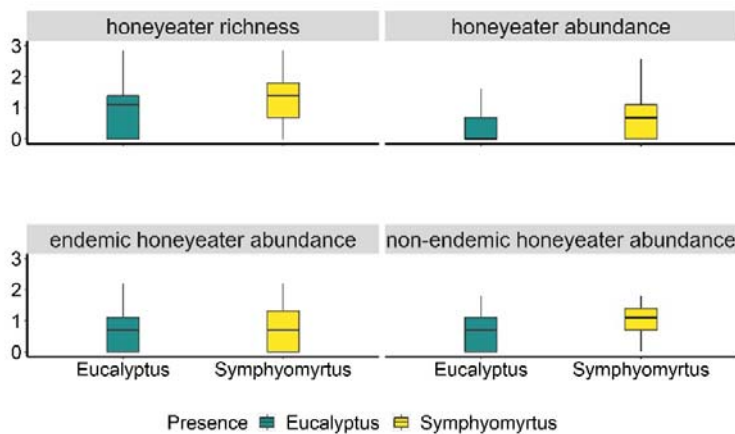 honeyeater richness
honeyeater abundance
3
2
1
0
endemic honeyeater abundance
non-endemic honeyeater abundance
3
2
1
0
Eucalyptus Symphyomyrtus
Eucalyptus Symphyomyrtus
Presence Eucalyptus Symphyomyrtus